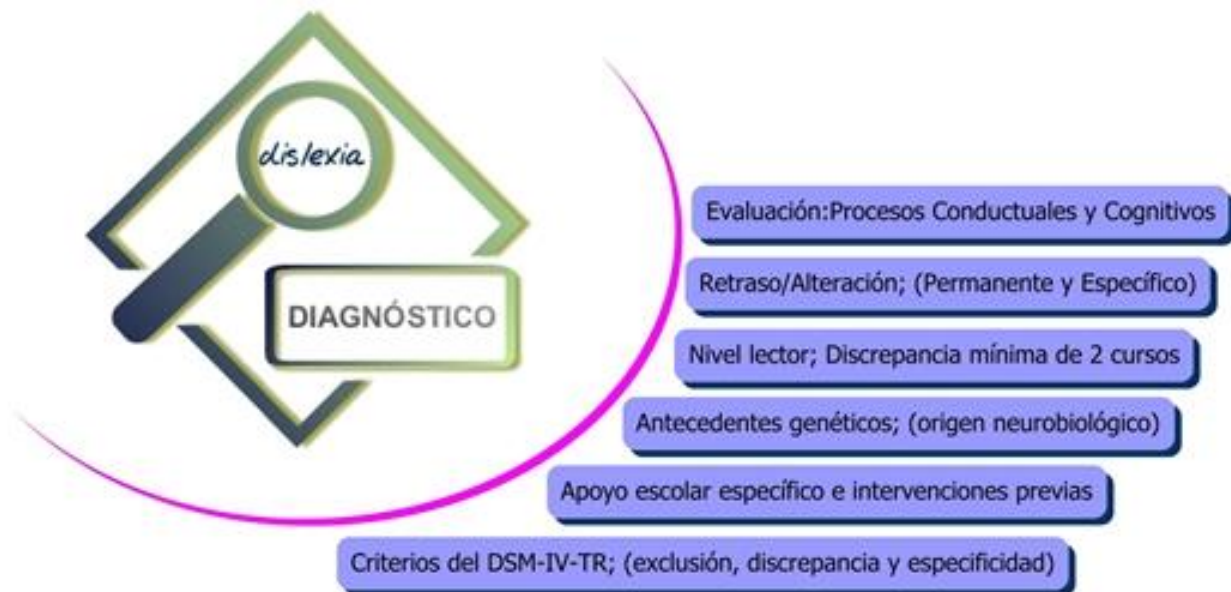 dislexia
DIAGNÓSTICO
Evaluación:Procesos Conductuales y Cognitivos
Retraso/Alteración; (Permanente y Específico)
Nivel lector; Discrepancia mínima de 2 cursos
Antecedentes genéticos; (origen neurobiológico)
Apoyo escolar específico e intervenciones previas
Criterios del DSM-IV-TR; (exclusión, discrepancia y especificidad)